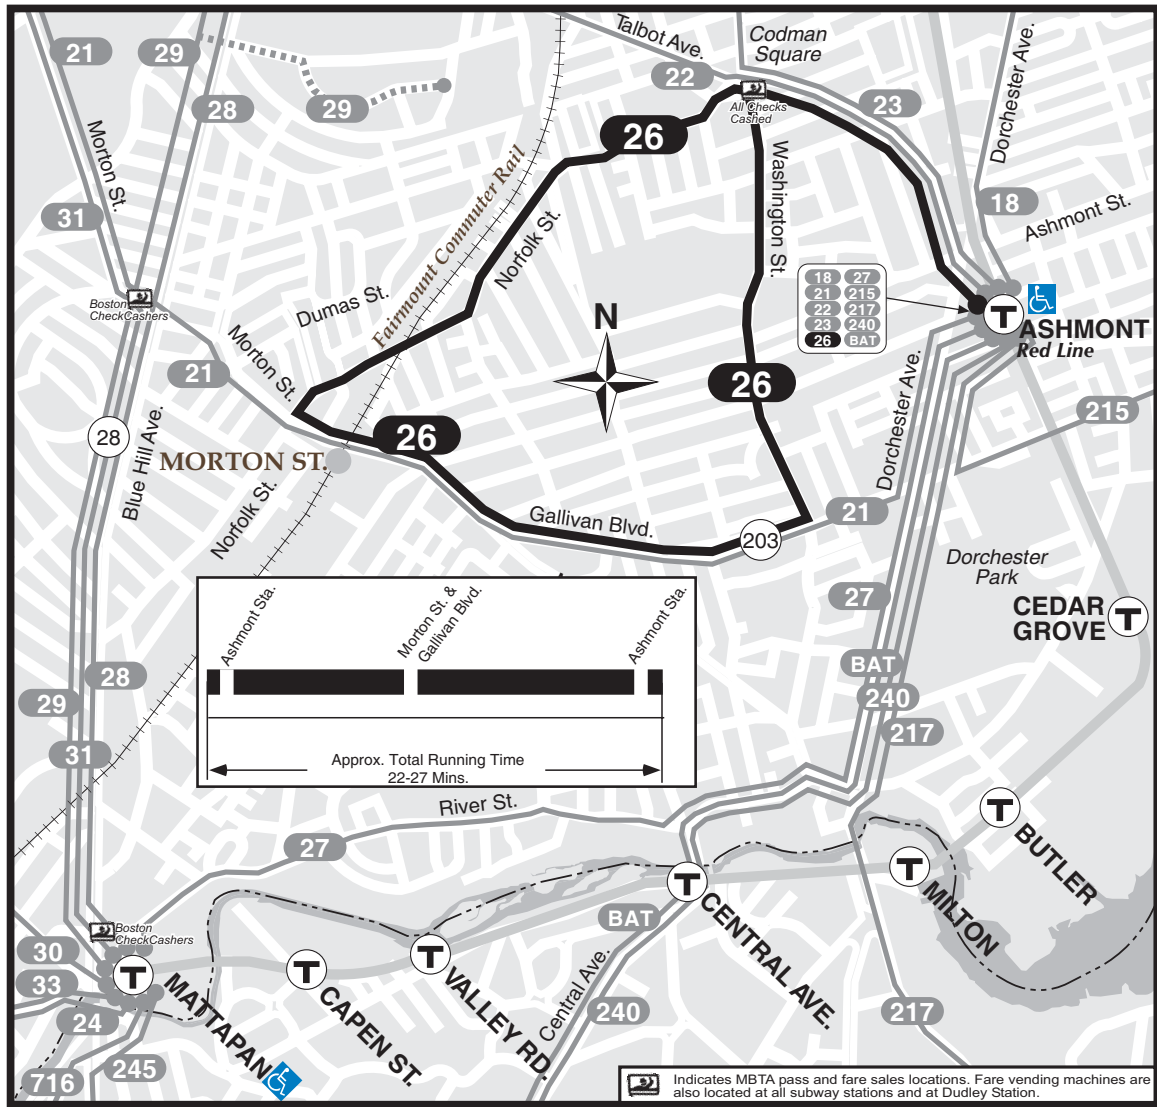 Talbot Ave.
Codman
Square
21
29
22
28
29
23
Dorchester Ave.
All Checks
Cashed
26
Morton St.
Washington St.
31
Fairmount Commuter Rail
Norfolk St.
18
Ashmont St.
18 27
21 215
22 217
23 240
26 BAT
Boston
CheckCashers
Dumas St.
N
T
ASHMONT
Red Line
Morton St.
21
26
Dorchester Ave.
215
28
26
Blue Hill Ave.
MORTON ST.
Norfolk St.
Gallivan Blvd.
203
21
Dorchester
Park
27
CEDAR
GROVE
T
Ashmont Sta.
Morton St. &
Gallivan Blvd.
Ashmont Sta.
BAT
28
29
240
217
31
Approx. Total Running Time
22-27 Mins.
River St.
27
T
BUTLER
T
MILTON
T
CENTRAL AVE.
BAT
Boston
CheckCashers
30
T
VALLEY RD.
T
CAPEN ST.
T
MATTAPAN
33
24
Central Ave.
240
217
716
245
Indicates MBTA pass and fare sales locations. Fare vending machines are
also located at all subway stations and at Dudley Station.